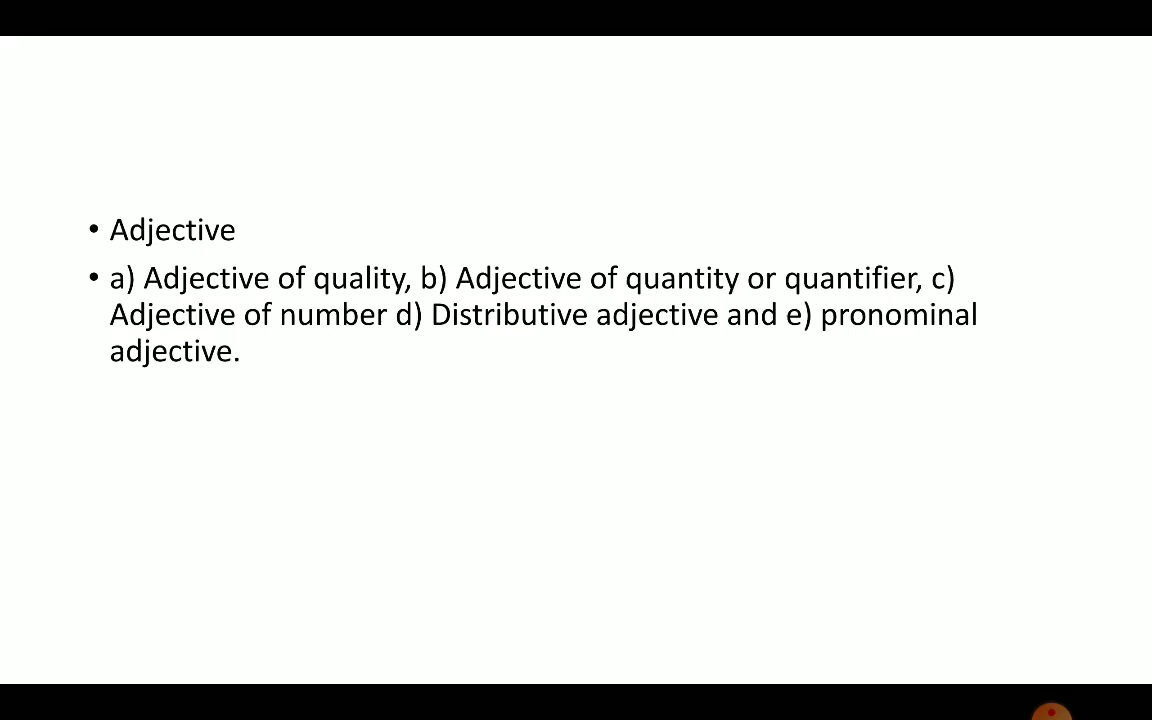 • Adjective
• a) Adjective of quality, b) Adjective of quantity or quantifier, c)
Adjective of number d) Distributive adjective and e) pronominal
adjective.